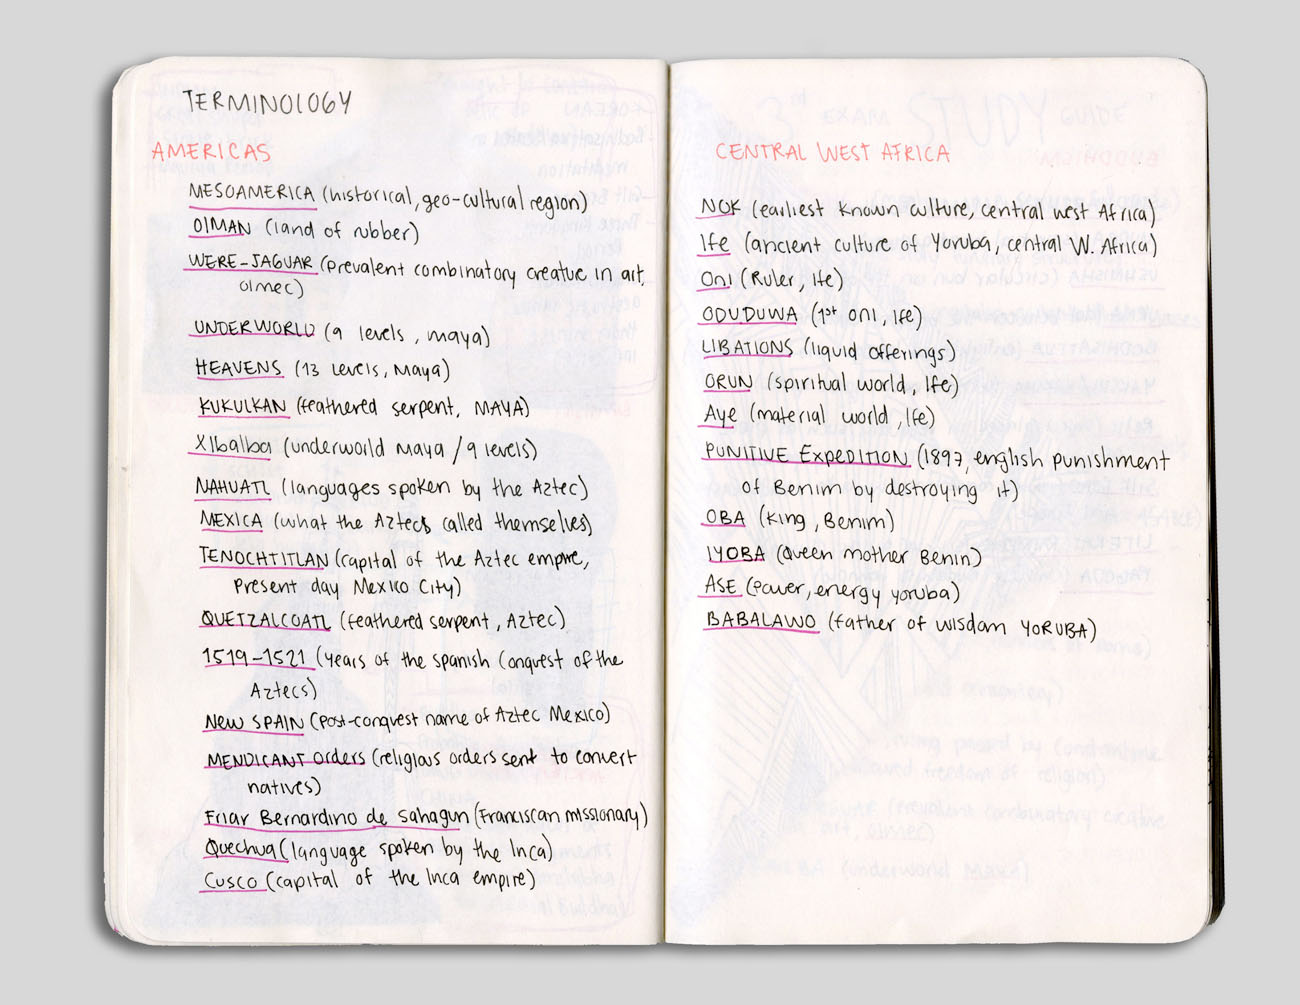 TERMINOLOGY
AMERICAS
MESOAMERICA (historical, geo-cultural region)
OlMAN (land of rubber)
WERE-JAGUAR (prevalent combinatory creature in art,
olmec)
UNDERWORLD (9 levels, maya)
HEAVENS (13 levels, Maya)
KUKULKAN (feathered serpent, MAYA)
XIbalba (underworld Maya / 9 levels)
NAHUATL (languages spoken by the Aztec)
MEXICA (what the Aztecs called themselves)
TENOCHTITLAN (capital of the Aztec empire,
Present day Mexico City)
QUETZALCOATL (feathered serpent, Aztec)
1519-1521 (years of the spanish Conquest of the
Aztecs)
NEW SPAIN (Post-conquest name of Aztec Mexico)
MENDICANT orders (religious orders sent to convert
natives)
Friar Bernardino de Sahagun (Franciscan missionary)
Quechua (language spoken by the Inca)
Cusco (capital of the Inca empire)
CENTRAL WEST AFRICA
NOK (earliest known culture, central west Africa)
Ife (ancient culture of Yoruba, central W. Africa)
Oni (Ruler, Ife)
ODUDUWA (1st oni, Ife)
LIBATIONS (liquid offerings)
ORUN (spiritual world, Ife)
Aye (material world, Ife)
PUNITIVE ExpEDITION (1897, english punishment
of Benim by destroying it)
OBA (King, Benim)
IYOBA (Queen mother Benin)
ASE (Power, energy yoruba)
BABALAWO (father of wisdom YORUBA)